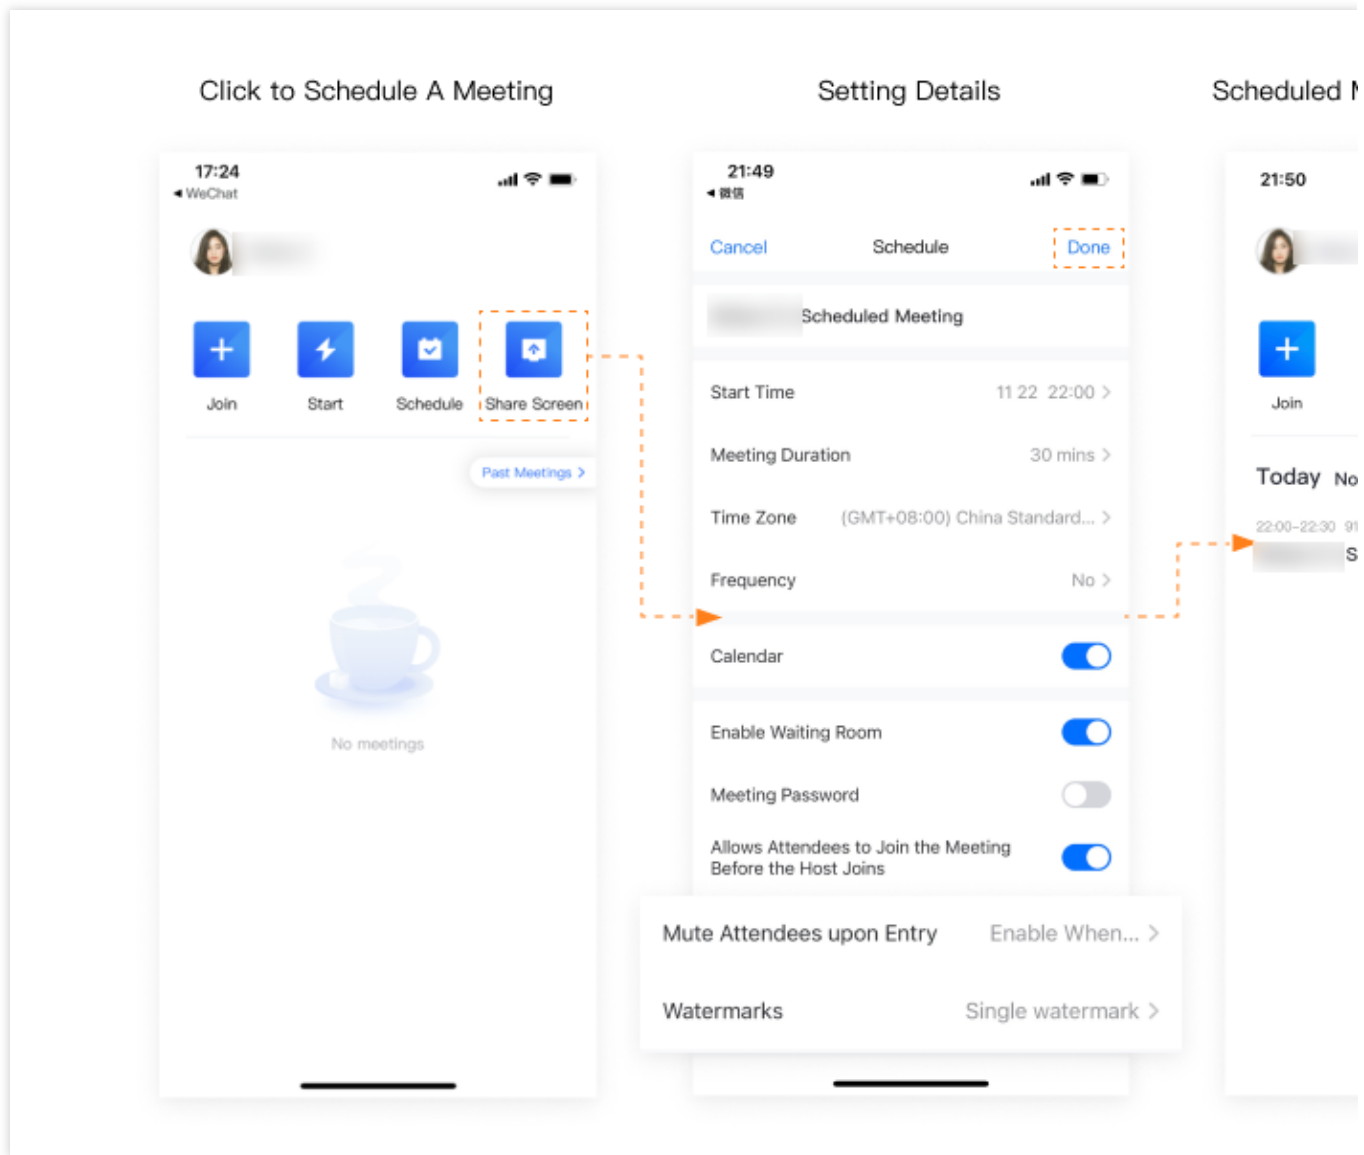 Click to Schedule A Meeting
Setting Details
Scheduled
17:24
WeChat
Join
Start
Schedule
Share Screen
Past Meetings >
No meetings
21:49
微信
Cancel
Schedule
Done
Scheduled Meeting
Start Time
11 22 22:00 >
Meeting Duration
30 mins >
Time Zone
(GMT+08:00) China Standard... >
Frequency
No >
Calendar
Enable Waiting Room
Meeting Password
Allows Attendees to Join the Meeting
Before the Host Joins
Mute Attendees upon Entry
Enable When... >
Watermarks
Single watermark >
21:50
Join
Today No
22:00-22:30 91
S